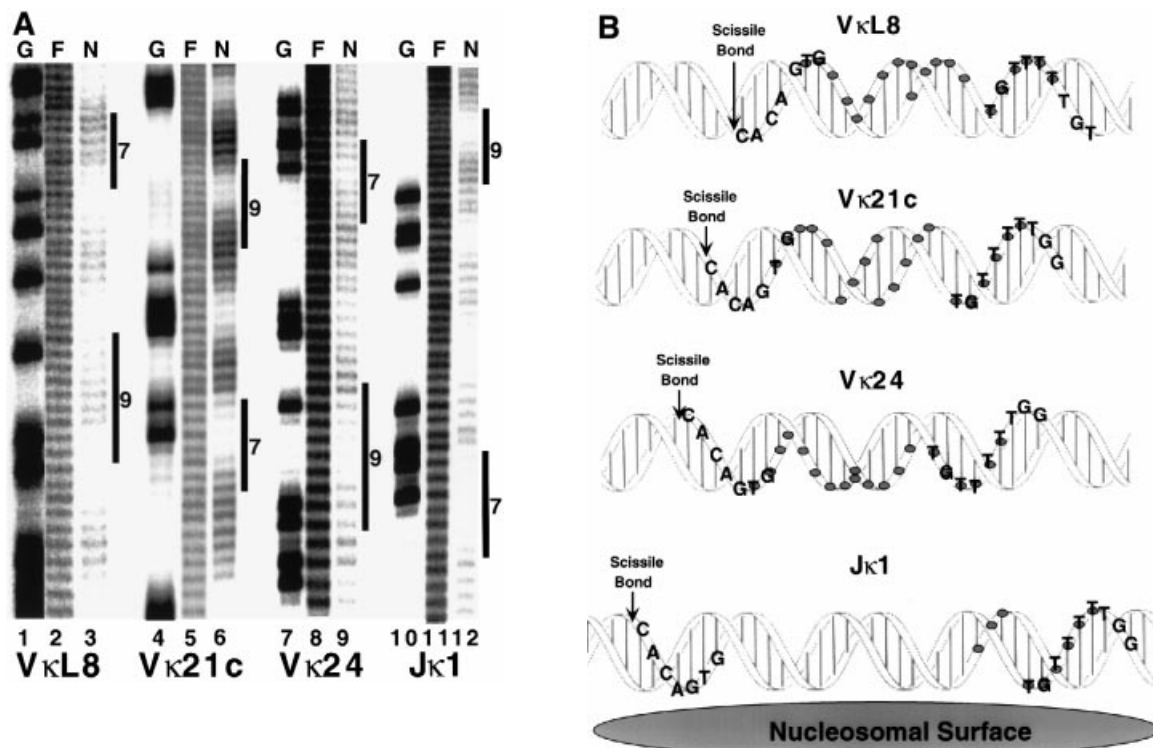 A
G F N G F N G F N G F N
7 9 7 9
9 7 9 7
1 2 3 4 5 6 7 8 9 10 11 12
VκL8 Vκ21c Vκ24 Jκ1
B
VκL8
Scissile
Bond
C A C A G T G T G T T T T G T
Vκ21c
Scissile
Bond
C A C A G T G T G T T T T G G
Vκ24
Scissile
Bond
C A C A G T G T G T T T T G G
Jκ1
Scissile
Bond
C A C A G T G T G T T T T G G
Nucleosomal Surface